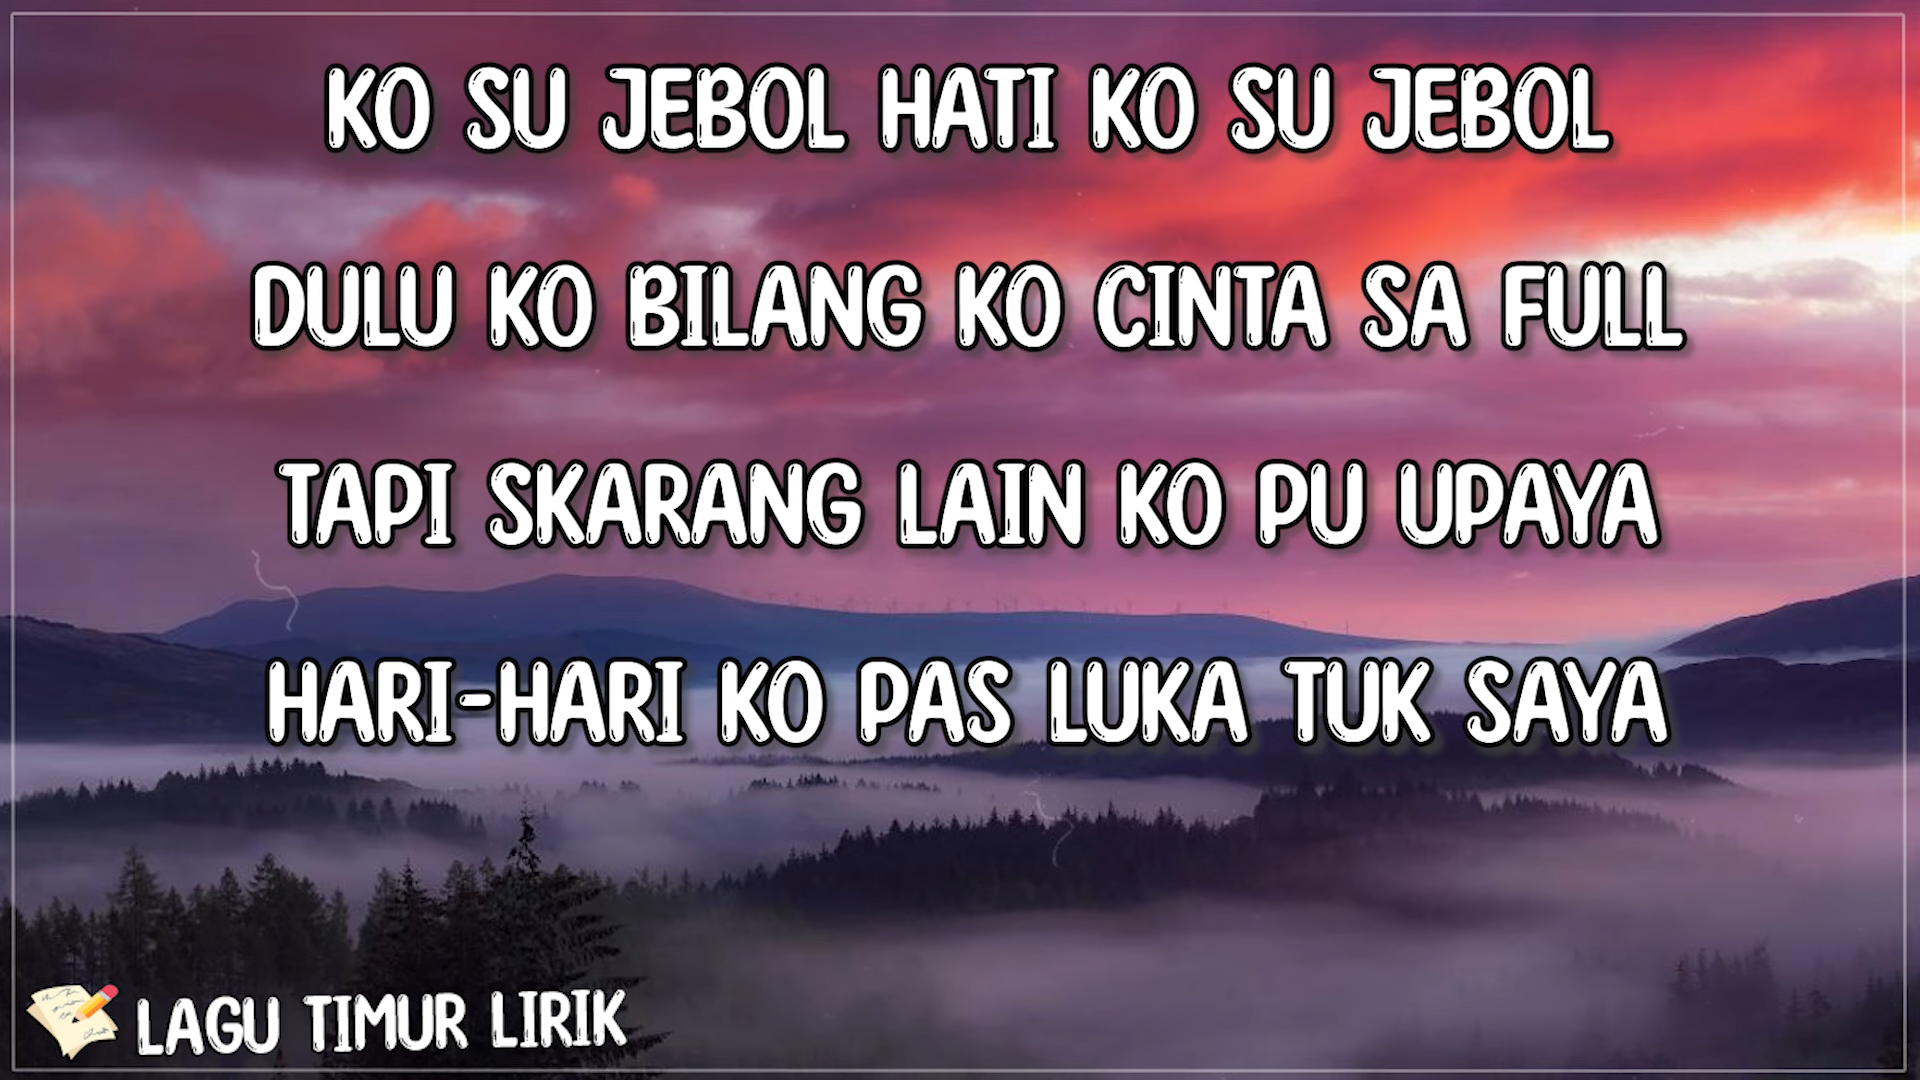 KO SU JEBOL HATI KO SU JEBOL
DULU KO BILANG KO CINTA SA FULL
TAPI SKARANG LAIN KO PU UPAYA
HARI-HARI KO PAS LUKA TUK SAYA
LAGU TIMUR LIRIK